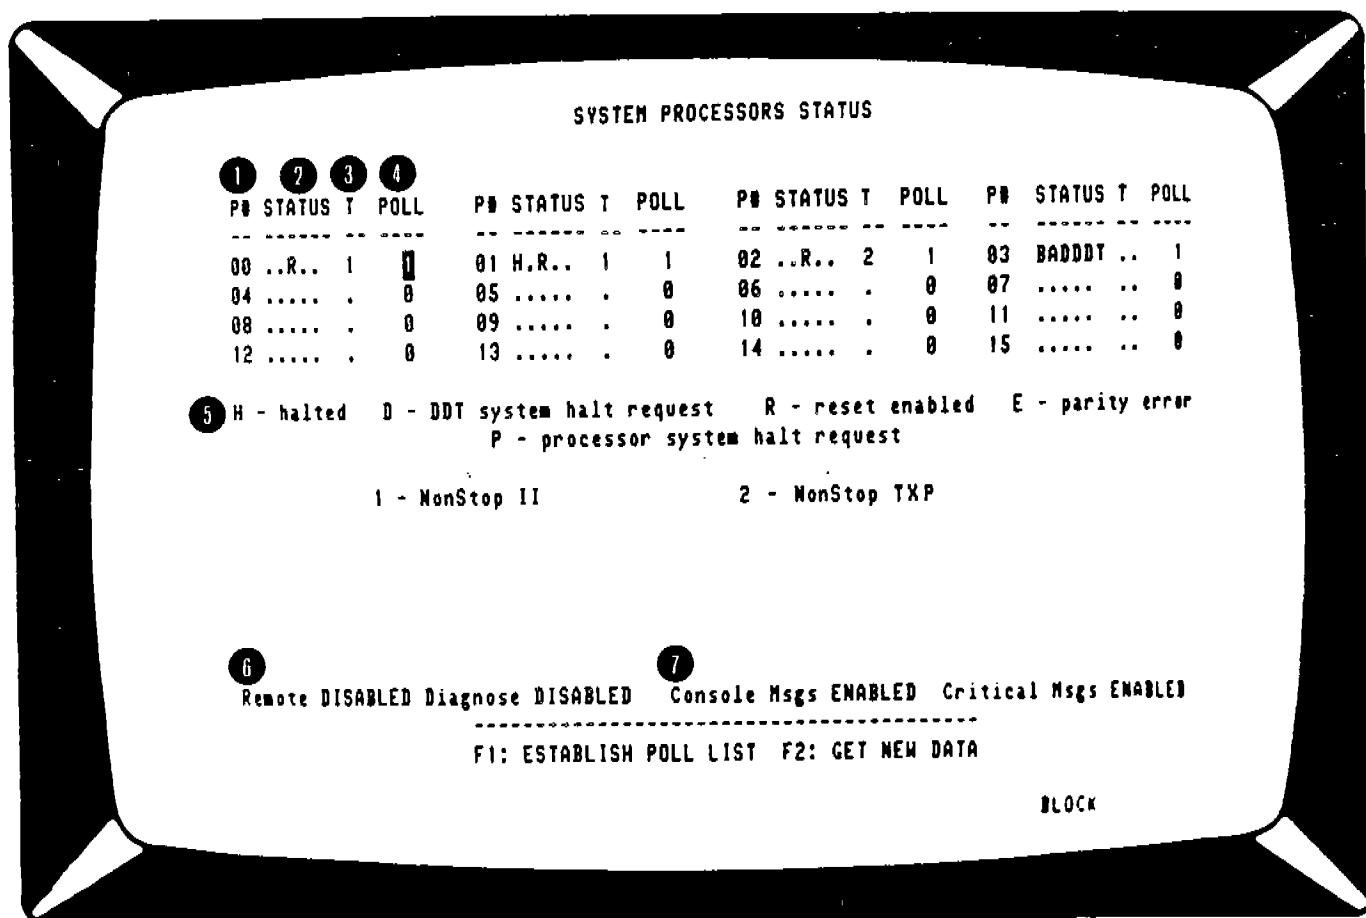 SYSTEM PROCESSORS STATUS
1 2 3 4
P# STATUS T POLL P# STATUS T POLL P# STATUS T POLL P# STATUS T POLL
-- ------ -- ---- -- ------ -- ---- -- ------ -- ---- -- ------ -- ----
00 ..R.. 1 1 01 H.R.. 1 1 02 ..R.. 2 1 03 BADDDT .. 1
04 ..... . 0 05 ..... . 0 06 ..... . 0 07 ..... .. 0
08 ..... . 0 09 ..... . 0 10 ..... . 0 11 ..... .. 0
12 ..... . 0 13 ..... . 0 14 ..... . 0 15 ..... .. 0
5 H - halted D - DDT system halt request R - reset enabled E - parity error
P - processor system halt request
1 - NonStop II 2 - NonStop TXP
6 7
Remote DISABLED Diagnose DISABLED Console Msgs ENABLED Critical Msgs ENABLED
-----------------------------------------
F1: ESTABLISH POLL LIST F2: GET NEW DATA
BLOCK